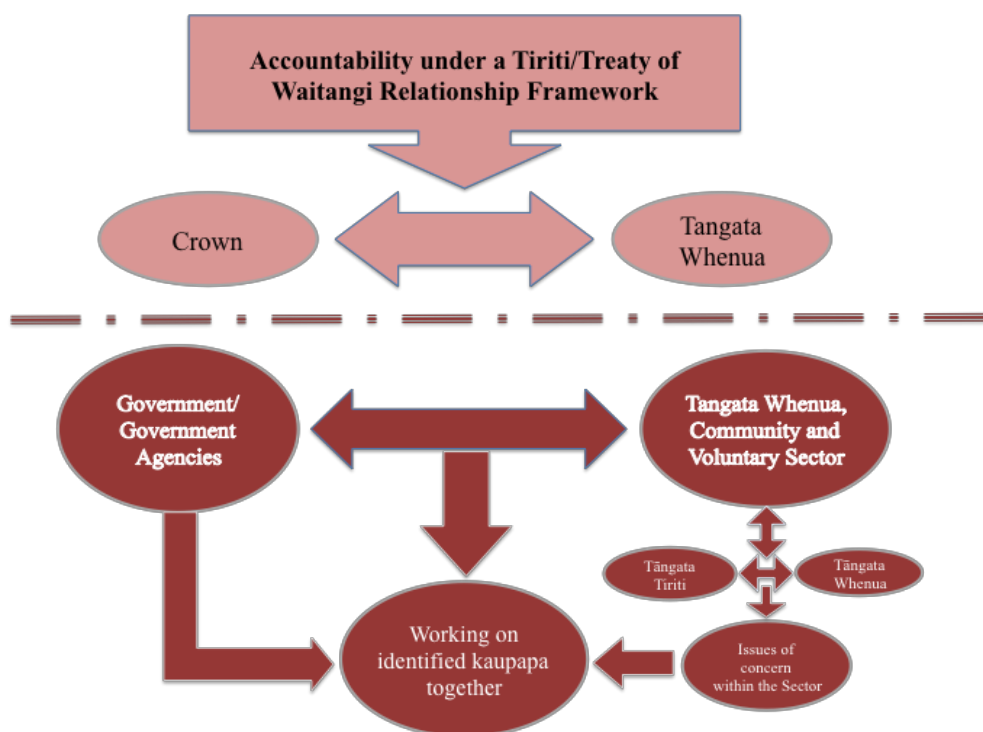 Accountability under a Tiriti/Treaty of
Waitangi Relationship Framework
Crown
Tangata
Whenua
Government/
Government
Agencies
Tangata Whenua,
Community and
Voluntary Sector
Tāngata
Tiriti
Tāngata
Whenua
Working on
identified kaupapa
together
Issues of
concern
within the Sector